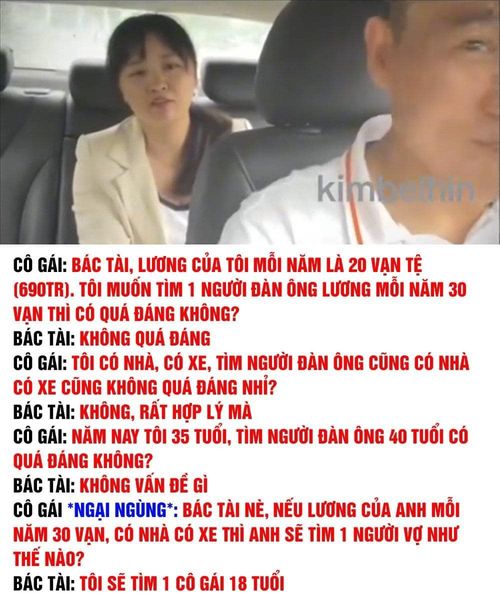 kimbethin
CÔ GÁI: BÁC TÀI, LƯƠNG CỦA TÔI MỖI NĂM LÀ 20 VẠN TỆ
(690TR). TÔI MUỐN TÌM 1 NGƯỜI ĐÀN ÔNG LƯƠNG MỖI NĂM 30
VẠN THÌ CÓ QUÁ ĐÁNG KHÔNG?
BÁC TÀI: KHÔNG QUÁ ĐÁNG
CÔ GÁI: TÔI CÓ NHÀ, CÓ XE, TÌM NGƯỜI ĐÀN ÔNG CŨNG CÓ NHÀ
CÓ XE CŨNG KHÔNG QUÁ ĐÁNG NHỈ?
BÁC TÀI: KHÔNG, RẤT HỢP LÝ MÀ
CÔ GÁI: NĂM NAY TÔI 35 TUỔI, TÌM NGƯỜI ĐÀN ÔNG 40 TUỔI CÓ
QUÁ ĐÁNG KHÔNG?
BÁC TÀI: KHÔNG VẤN ĐỀ GÌ
CÔ GÁI *NGẠI NGÙNG*: BÁC TÀI NÈ, NẾU LƯƠNG CỦA ANH MỖI
NĂM 30 VẠN, CÓ NHÀ CÓ XE THÌ ANH SẼ TÌM 1 NGƯỜI VỢ NHƯ
THẾ NÀO?
BÁC TÀI: TÔI SẼ TÌM 1 CÔ GÁI 18 TUỔI